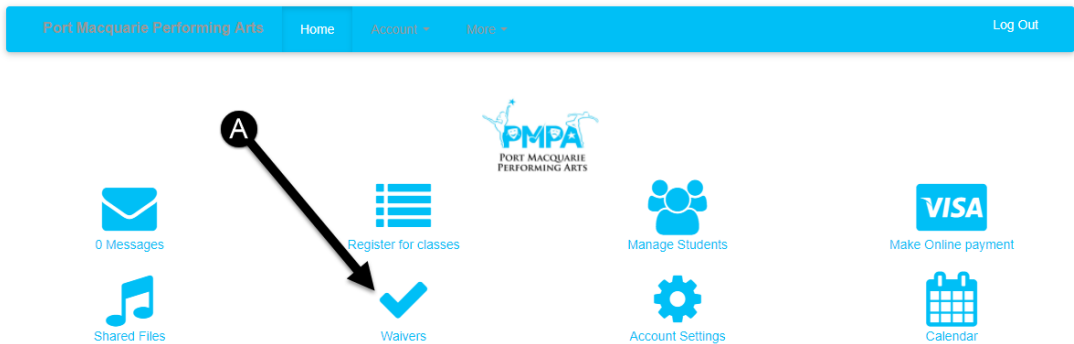 Port Macquarie Performing Arts Home Account More Log Out
A
PMPA
PORT MACQUARIE
PERFORMING ARTS
VISA
0 Messages Register for classes Manage Students Make Online payment
Shared Files Waivers Account Settings Calendar